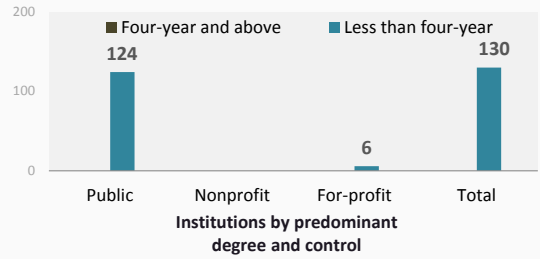 200
100
0
Four-year and above Less than four-year
124
6
130
Public Nonprofit For-profit Total
Institutions by predominant
degree and control